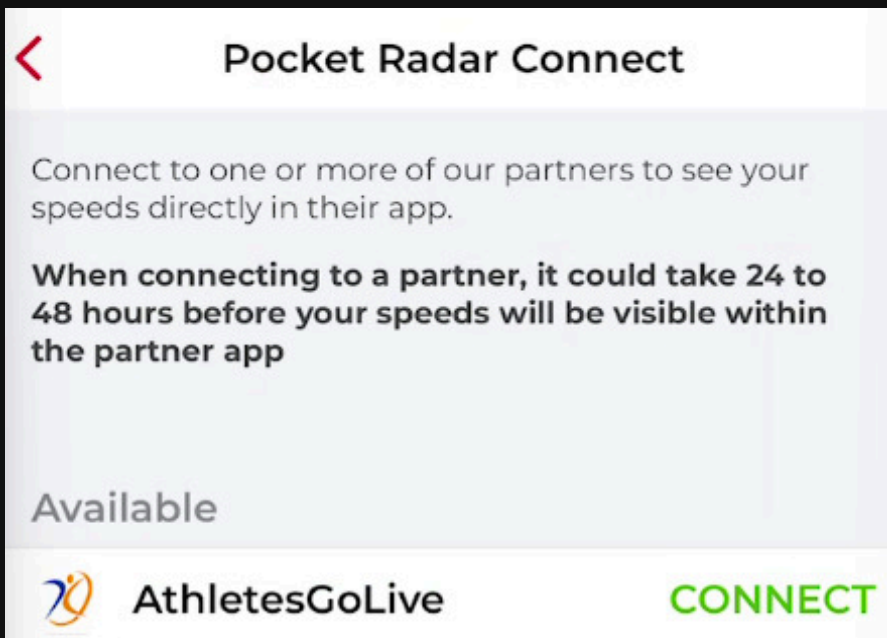 Pocket Radar Connect
Connect to one or more of our partners to see your
speeds directly in their app.
When connecting to a partner, it could take 24 to
48 hours before your speeds will be visible within
the partner app
Available
AthletesGoLive CONNECT